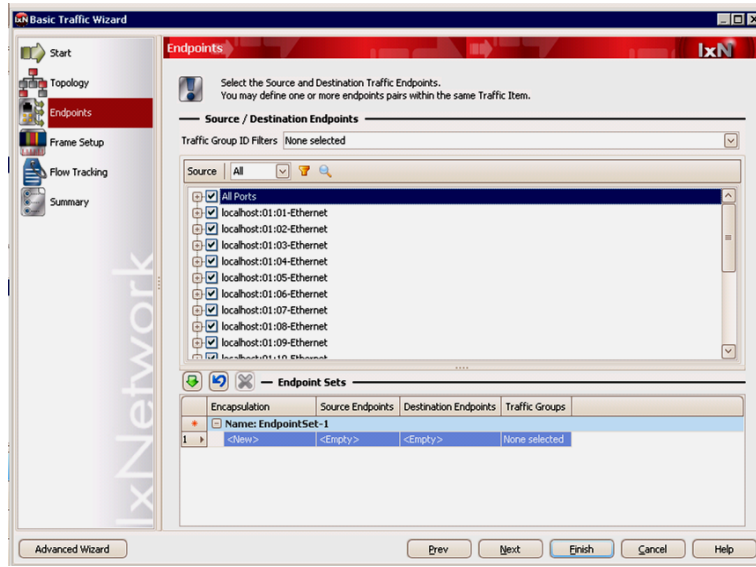 IxN Basic Traffic Wizard
Start
Topology
Endpoints
Frame Setup
Flow Tracking
Summary
IxNetwork
Endpoints
IxN
Select the Source and Destination Traffic Endpoints.
You may define one or more endpoints pairs within the same Traffic Item.
Source / Destination Endpoints
Traffic Group ID Filters None selected
Source All
All Ports
localhost:01:01-Ethernet
localhost:01:02-Ethernet
localhost:01:03-Ethernet
localhost:01:04-Ethernet
localhost:01:05-Ethernet
localhost:01:06-Ethernet
localhost:01:07-Ethernet
localhost:01:08-Ethernet
localhost:01:09-Ethernet
localhost:01:10-Ethernet
Endpoint Sets
Encapsulation Source Endpoints Destination Endpoints Traffic Groups
Name: EndpointSet-1
1 <New> <Empty> <Empty> None selected
Advanced Wizard Prev Next Finish Cancel Help